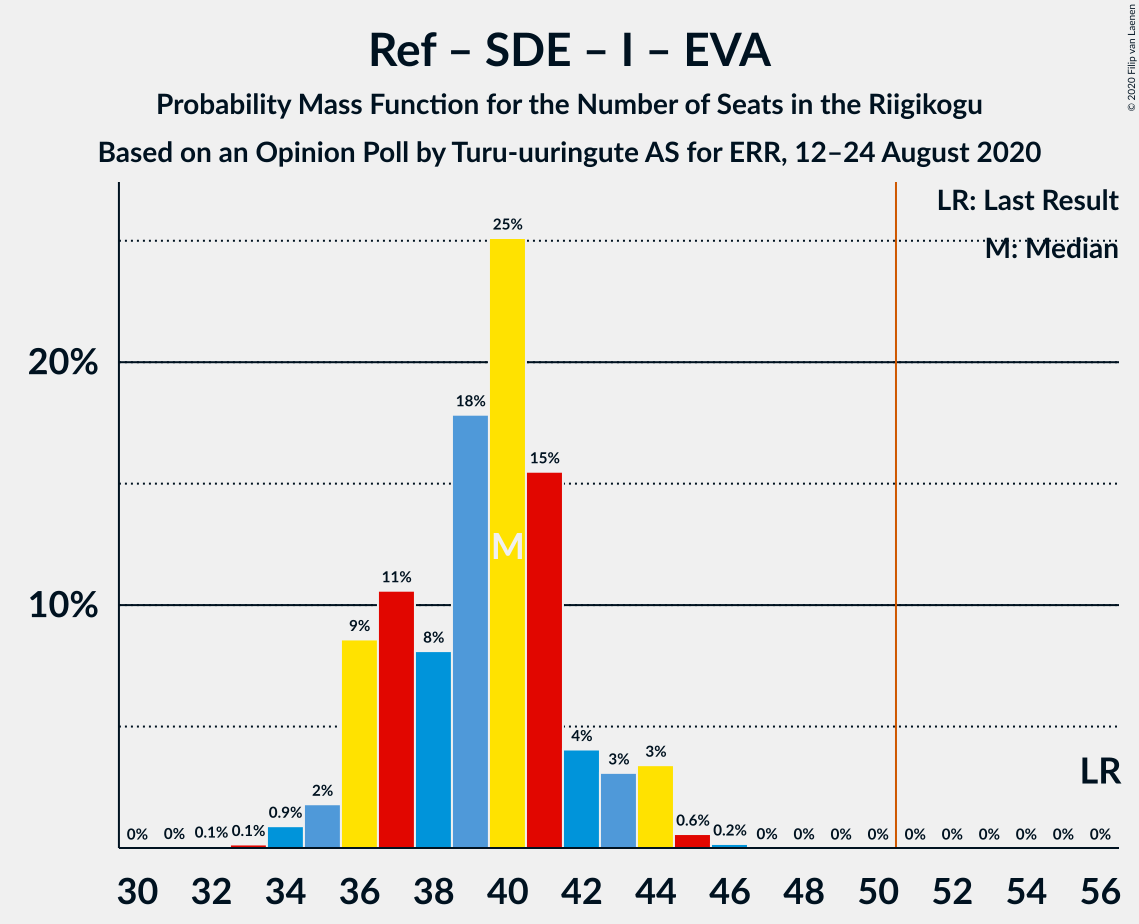 Ref – SDE – I – EVA
Probability Mass Function for the Number of Seats in the Riigikogu
Based on an Opinion Poll by Turu-uuringute AS for ERR, 12–24 August 2020
© 2020 Filip van Laenen
LR: Last Result
M: Median
20%
10%
0% 0% 0.1% 0.1% 0.9% 2% 9% 11% 8% 18% 25% 15% 4% 3% 3% 0.6% 0.2% 0% 0% 0% 0% 0% 0% 0% 0% 0% 0%
M
LR
30 32 34 36 38 40 42 44 46 48 50 52 54 56